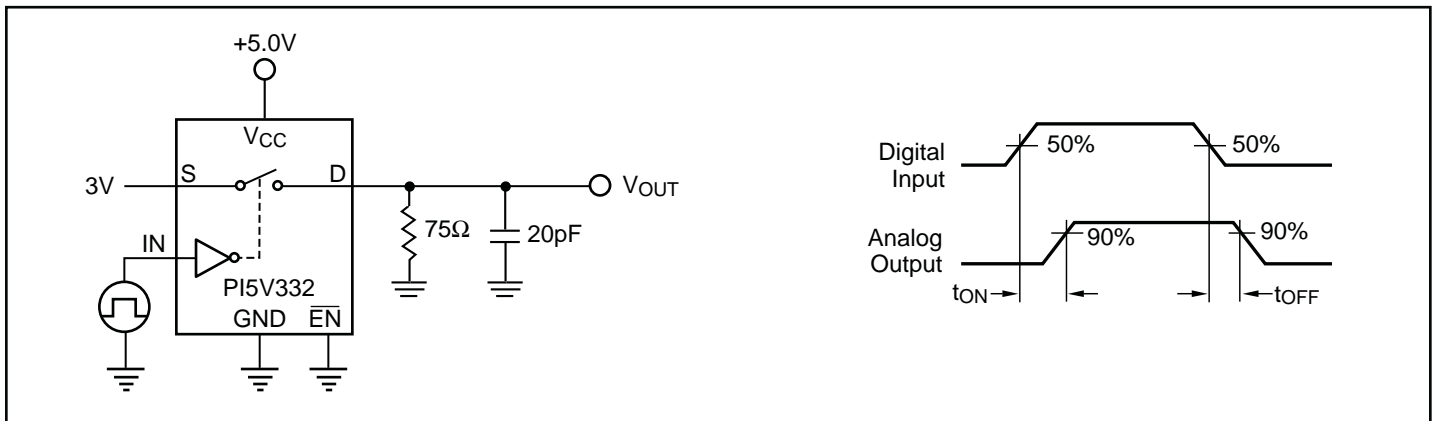 +5.0V
VCC
S
D
3V
VOUT
IN
75Ω
20pF
PI5V332
GND
EN
Digital
Input
50%
50%
Analog
Output
90%
90%
tON
tOFF